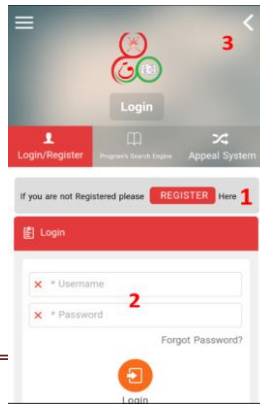 3
Login
Login/Register
Program's Search Engine
Appeal System
If you are not Registered please REGISTER Here 1
Login
* Username
2
* Password
Forgot Password?
Login